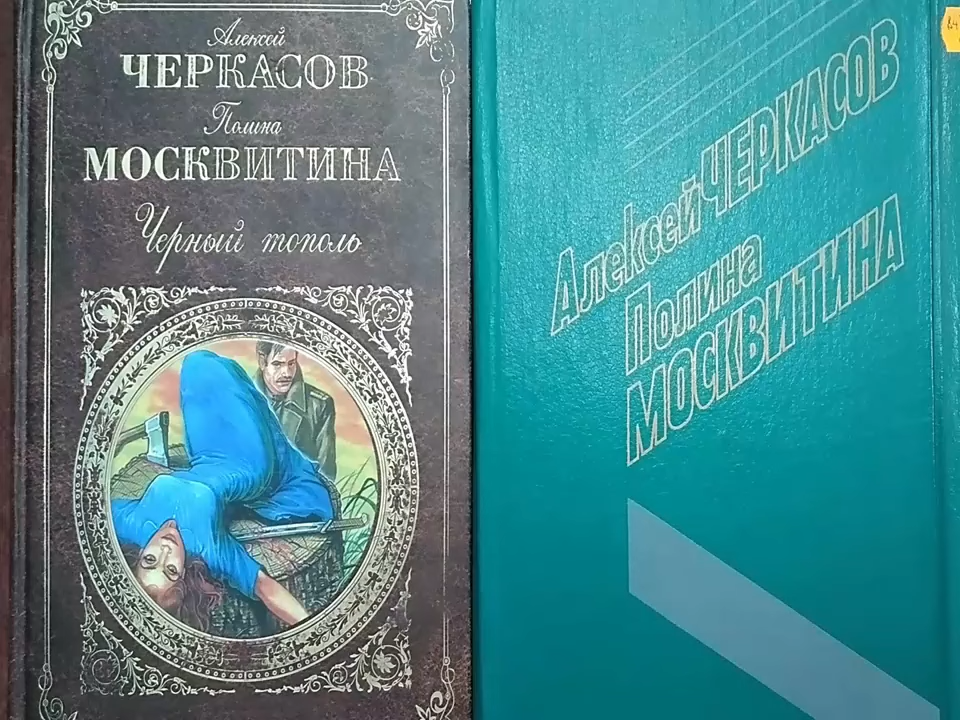 Алексей
ЧЕРКАСОВ
Полина
МОСКВИТИНА
Черный тополь
Алексей ЧЕРКАСОВ
Полина
МОСКВИТИНА